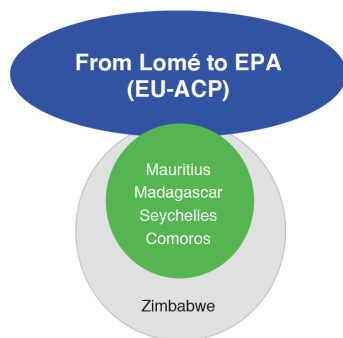 From Lomé to EPA
(EU-ACP)
Mauritius
Madagascar
Seychelles
Comoros
Zimbabwe